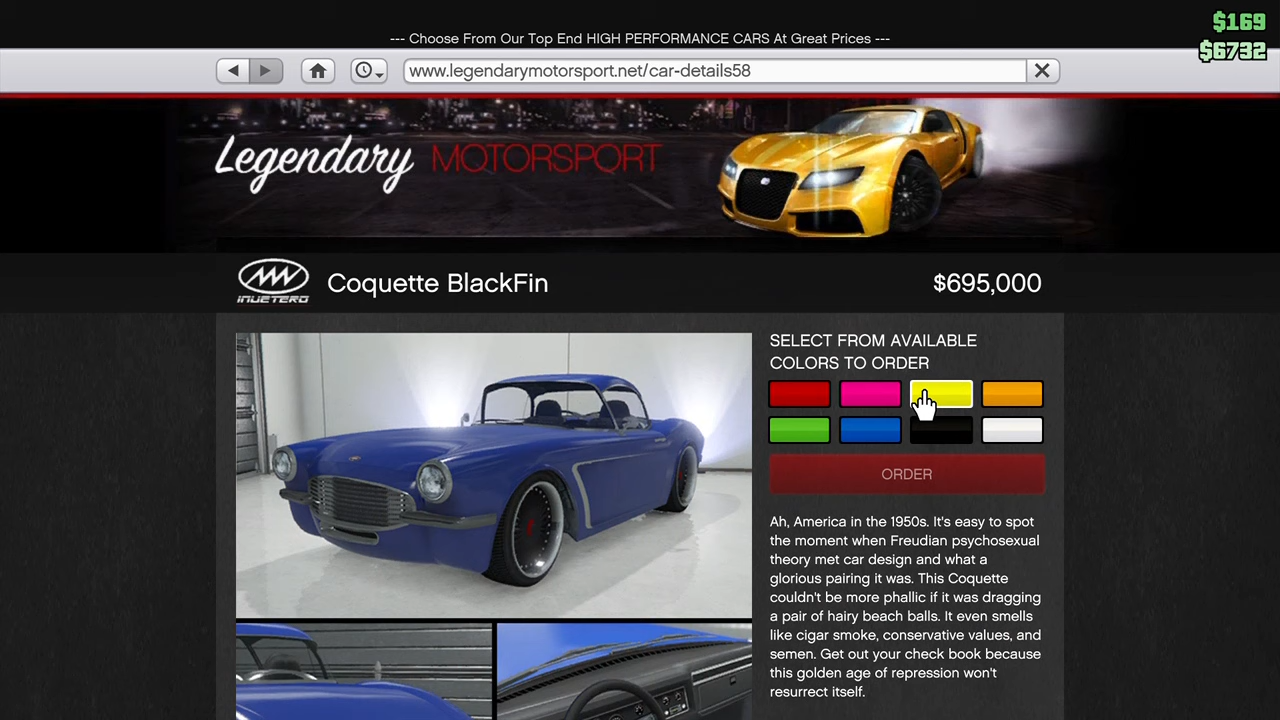 $169
--- Choose From Our Top End HIGH PERFORMANCE CARS At Great Prices ---
$6732
www.legendarymotorsport.net/car-details58
Legendary MOTORSPORT
INVETERO
Coquette BlackFin
$695,000
SELECT FROM AVAILABLE
COLORS TO ORDER
ORDER
Ah, America in the 1950s. It's easy to spot
the moment when Freudian psychosexual
theory met car design and what a
glorious pairing it was. This Coquette
couldn't be more phallic if it was dragging
a pair of hairy beach balls. It even smells
like cigar smoke, conservative values, and
semen. Get out your check book because
this golden age of repression won't
resurrect itself.